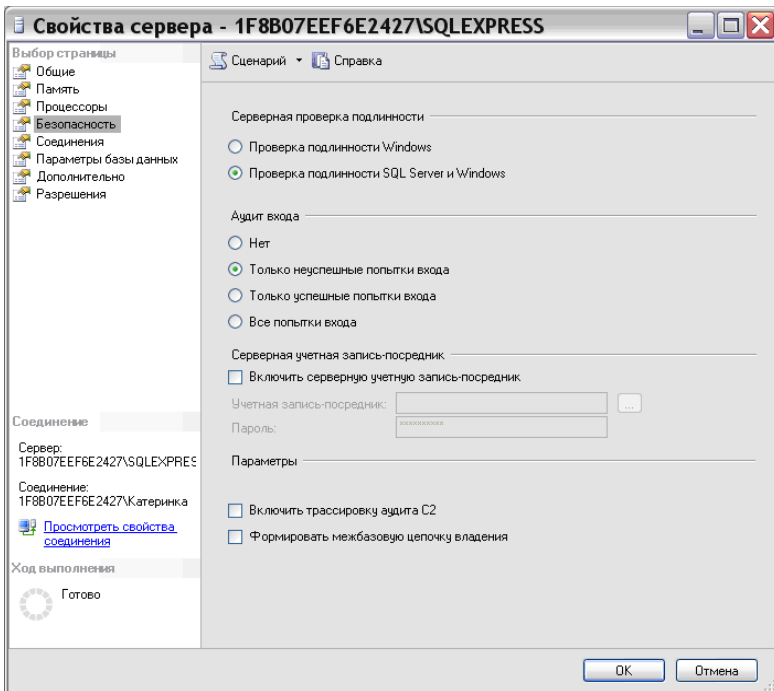 Свойства сервера - 1F8B07EEF6E2427\SQLEXPRESS
Выбор страницы
Общие
Память
Процессоры
Безопасность
Соединения
Параметры базы данных
Дополнительно
Разрешения
Соединение
Сервер:
1F8B07EEF6E2427\SQLEXPRES
Соединение:
1F8B07EEF6E2427\Катеринка
Просмотреть свойства
соединения
Ход выполнения
Готово
Сценарий Справка
Серверная проверка подлинности
Проверка подлинности Windows
Проверка подлинности SQL Server и Windows
Аудит входа
Нет
Только неуспешные попытки входа
Только успешные попытки входа
Все попытки входа
Серверная учетная запись-посредник
Включить серверную учетную запись-посредник
Учетная запись-посредник: ...
Пароль: xxxxxxxxxx
Параметры
Включить трассировку аудита C2
Формировать межбазовую цепочку владения
OK Отмена